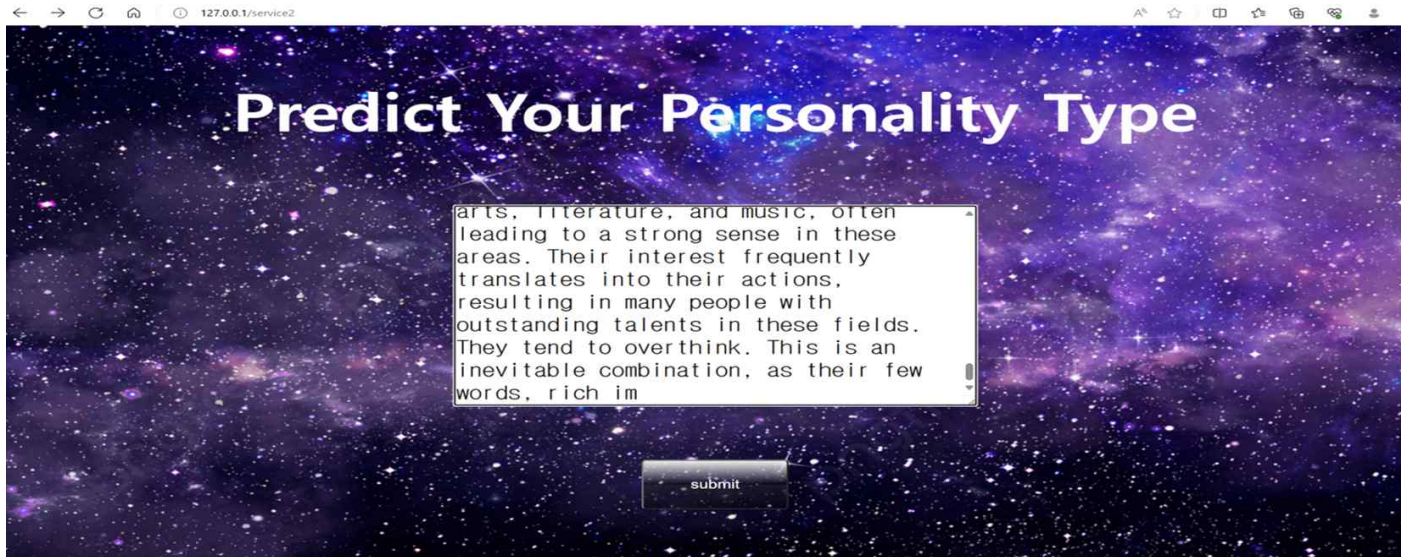 127.0.0.1/service2
Predict Your Personality Type
arts, literature, and music, often
leading to a strong sense in these
areas. Their interest frequently
translates into their actions,
resulting in many people with
outstanding talents in these fields.
They tend to overthink. This is an
inevitable combination, as their few
words, rich im
submit